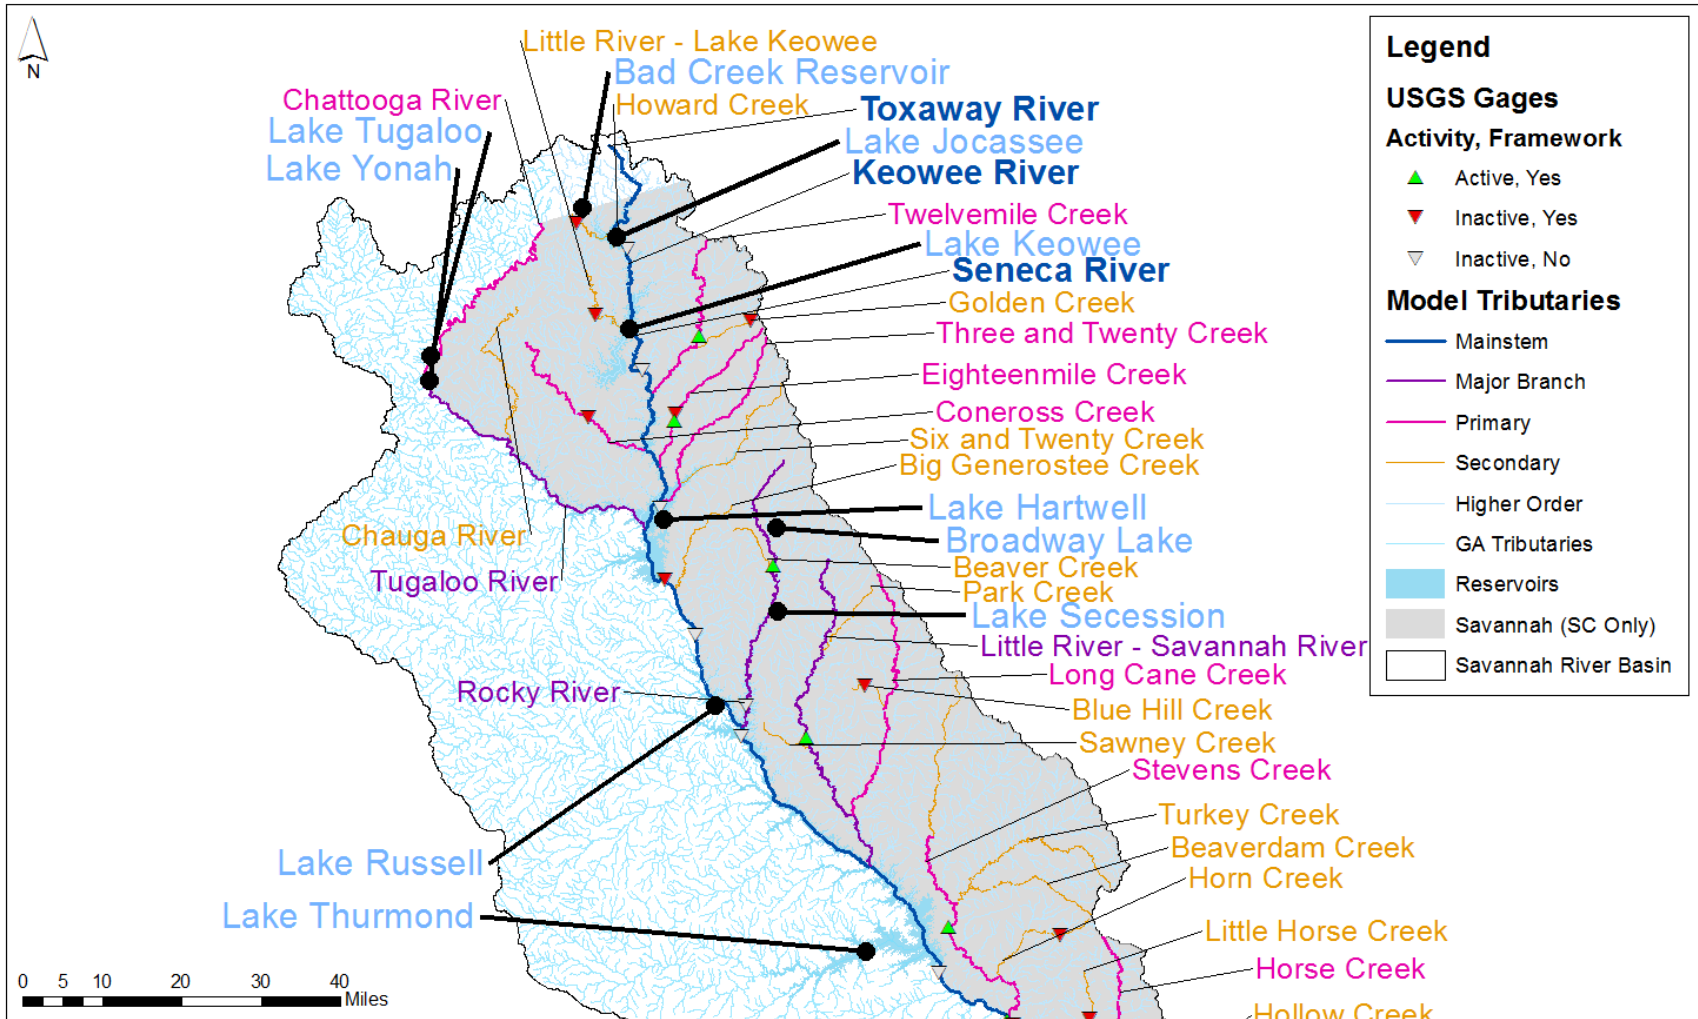 N
Little River - Lake Keowee
Bad Creek Reservoir
Howard Creek
Chattooga River
Toxaway River
Lake Tugaloo
Lake Jocassee
Lake Yonah
Keowee River
Twelvemile Creek
Lake Keowee
Seneca River
Golden Creek
Three and Twenty Creek
Eighteenmile Creek
Coneross Creek
Six and Twenty Creek
Big Generostee Creek
Lake Hartwell
Chauga River
Broadway Lake
Beaver Creek
Tugaloo River
Park Creek
Lake Secession
Little River - Savannah River
Long Cane Creek
Rocky River
Blue Hill Creek
Sawney Creek
Stevens Creek
Turkey Creek
Beaverdam Creek
Lake Russell
Horn Creek
Lake Thurmond
Little Horse Creek
Horse Creek
Hollow Creek
0 5 10 20 30 40
Miles
Legend
USGS Gages
Activity, Framework
Active, Yes
Inactive, Yes
Inactive, No
Model Tributaries
Mainstem
Major Branch
Primary
Secondary
Higher Order
GA Tributaries
Reservoirs
Savannah (SC Only)
Savannah River Basin